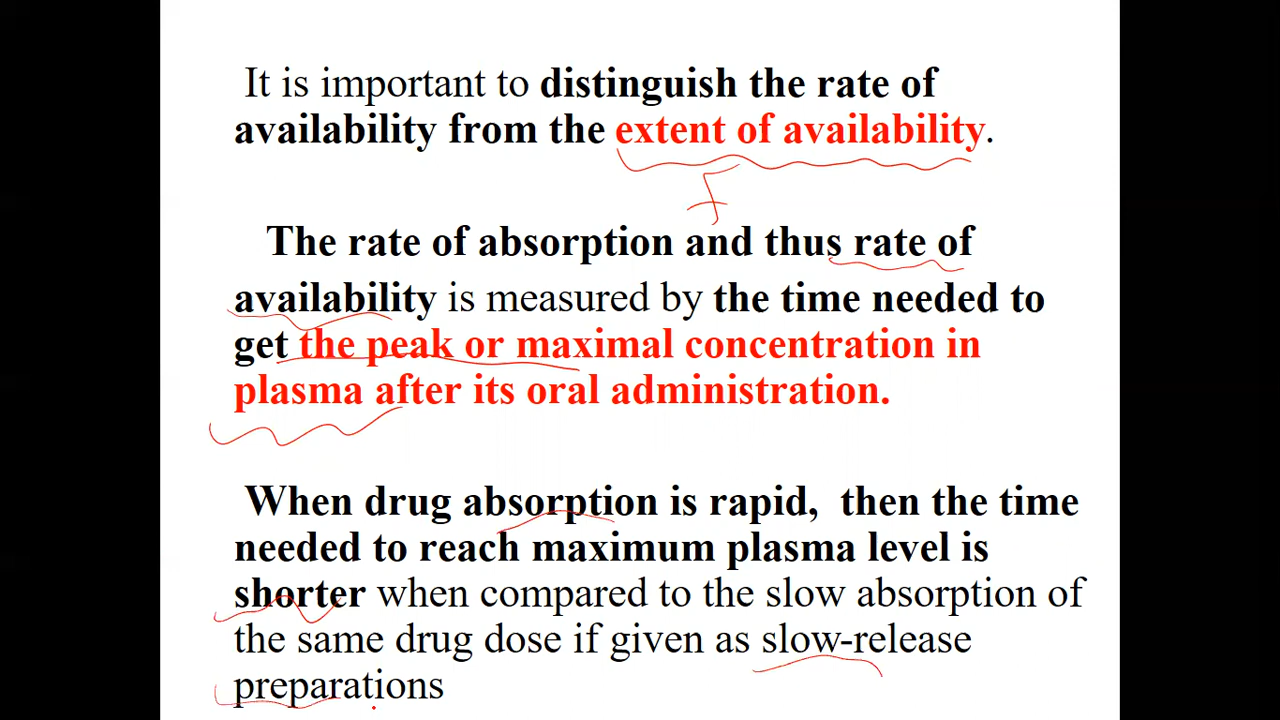 It is important to distinguish the rate of
availability from the extent of availability.
F
The rate of absorption and thus rate of
availability is measured by the time needed to
get the peak or maximal concentration in
plasma after its oral administration.
When drug absorption is rapid, then the time
needed to reach maximum plasma level is
shorter when compared to the slow absorption of
the same drug dose if given as slow-release
preparations